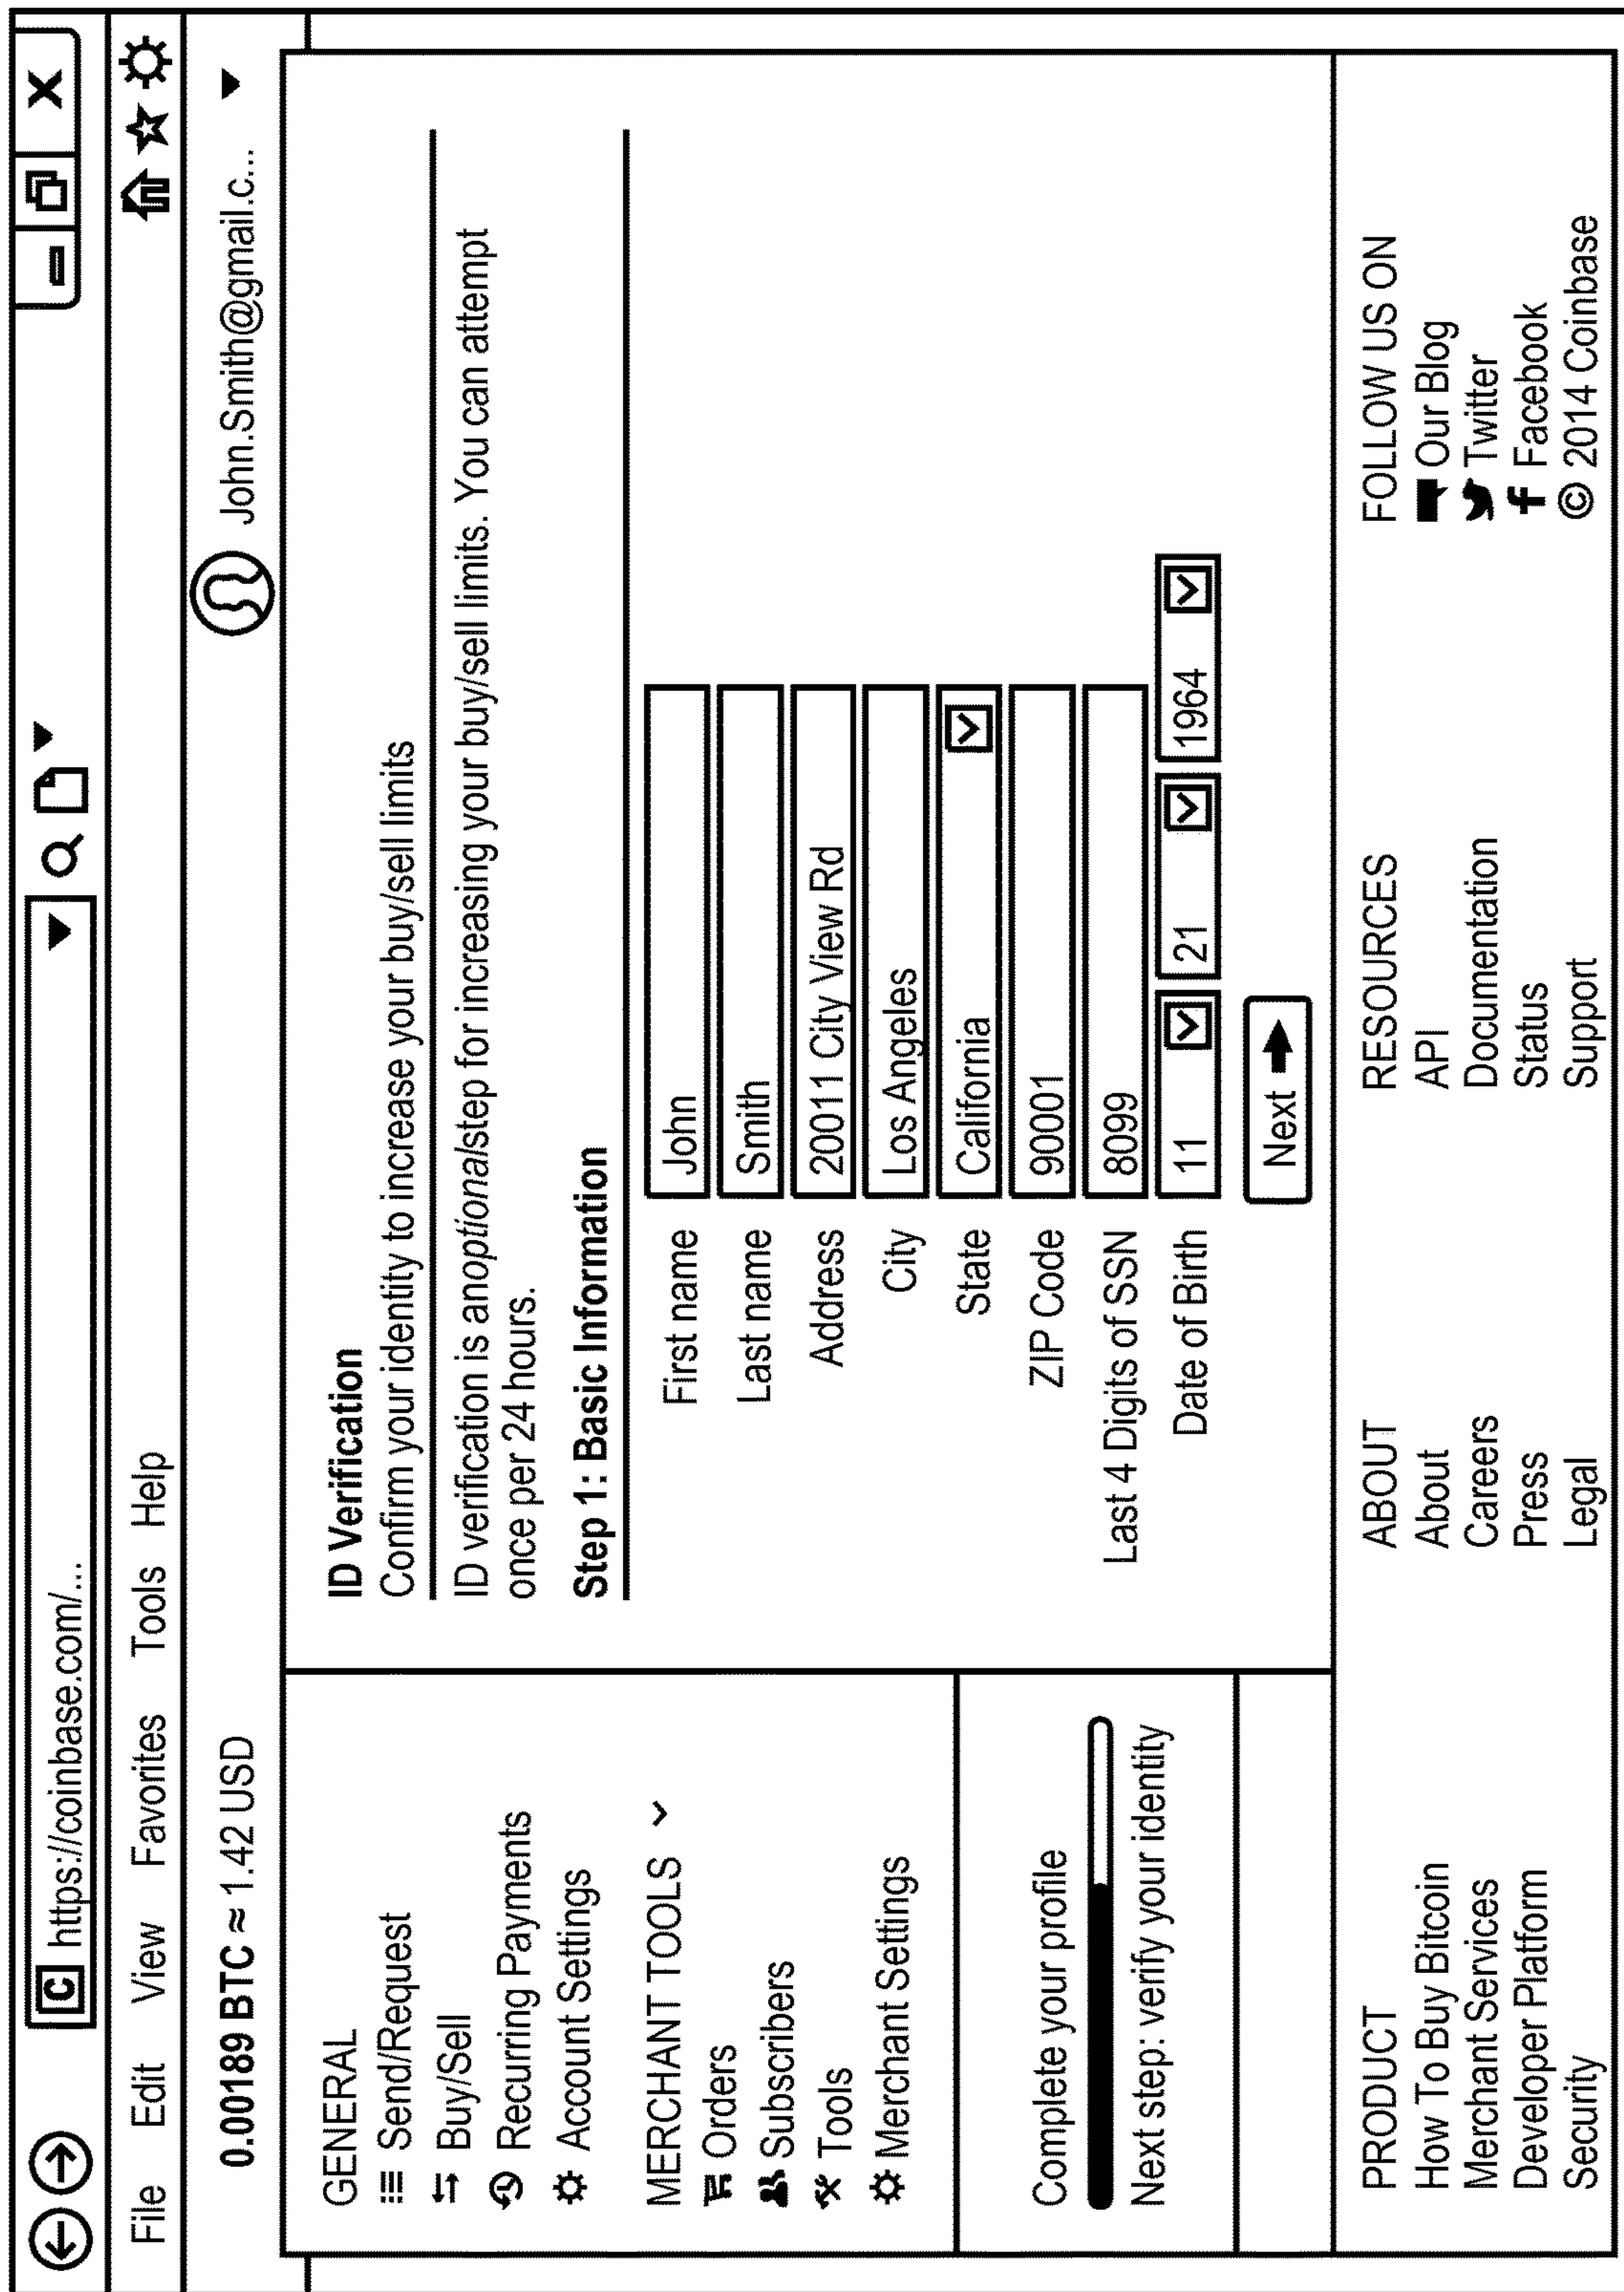 https://coinbase.com/...
X
File Edit View Favorites Tools Help
0.00189 BTC ≈ 1.42 USD
John.Smith@gmail.c...
GENERAL
Send/Request
Buy/Sell
Recurring Payments
Account Settings
MERCHANT TOOLS
Orders
Subscribers
Tools
Merchant Settings
Complete your profile
Next step: verify your identity
ID Verification
Confirm your identity to increase your buy/sell limits
ID verification is anoptionalstep for increasing your buy/sell limits. You can attempt
once per 24 hours.
Step 1: Basic Information
First name John
Last name Smith
Address 20011 City View Rd
City Los Angeles
State California
ZIP Code 90001
Last 4 Digits of SSN 8099
Date of Birth 11 21 1964
Next
PRODUCT
How To Buy Bitcoin
Merchant Services
Developer Platform
Security
ABOUT
About
Careers
Press
Legal
RESOURCES
API
Documentation
Status
Support
FOLLOW US ON
Our Blog
Twitter
f Facebook
© 2014 Coinbase